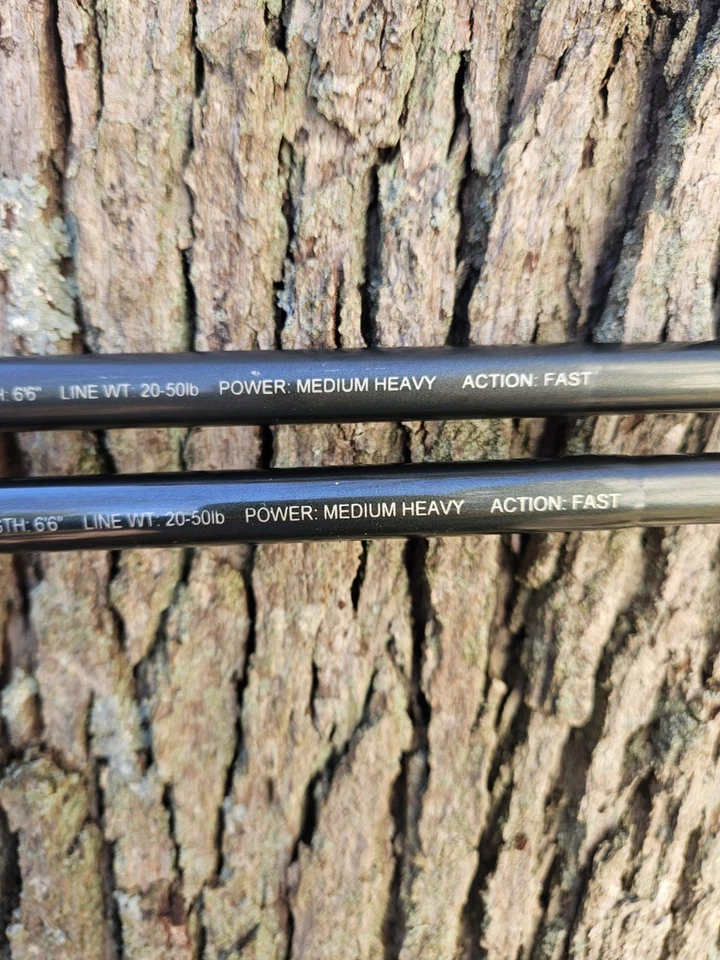 H: 6'6" LINE WT: 20-50lb POWER: MEDIUM HEAVY ACTION: FAST
GTH: 6'6" LINE WT: 20-50lb POWER: MEDIUM HEAVY ACTION: FAST